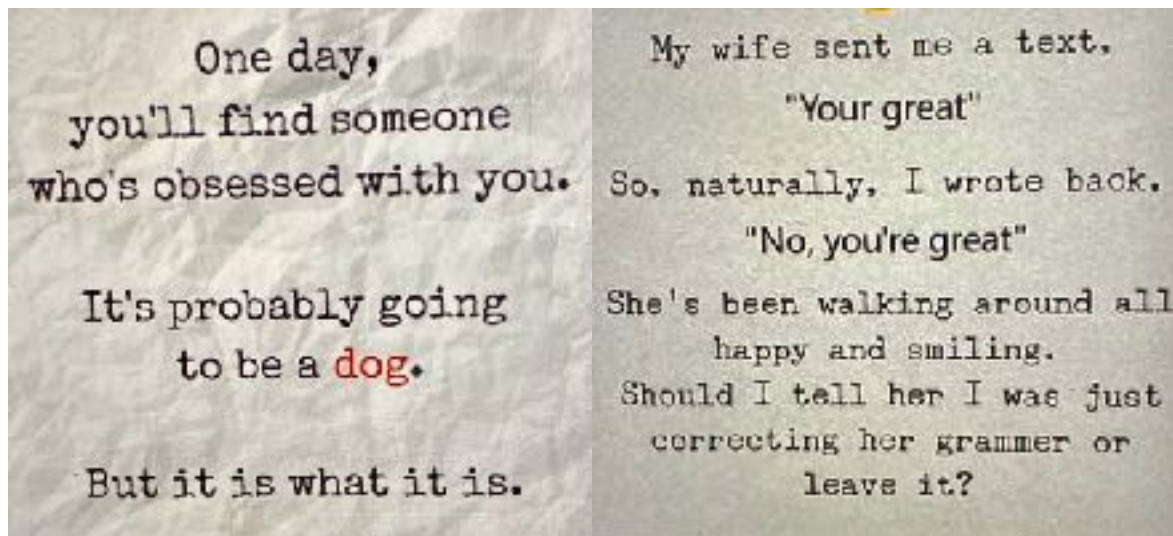 One day,
you'll find someone
who's obsessed with you.
It's probably going
to be a dog.
But it is what it is.
My wife sent me a text.
"Your great"
So, naturally, I wrote back.
"No, you're great"
She's been walking around all
happy and smiling.
Should I tell her I was just
correcting her grammer or
leave it?